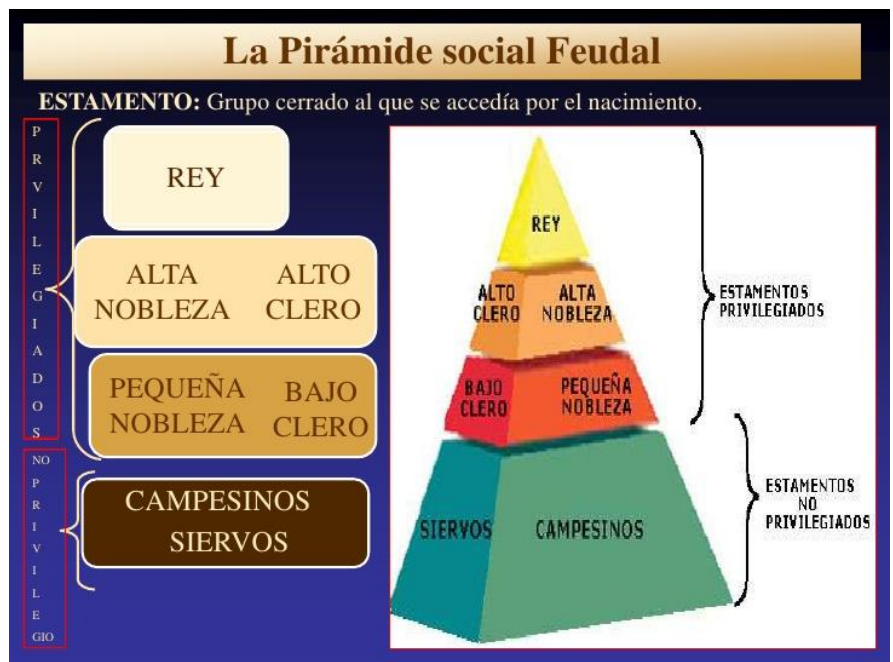 La Pirámide social Feudal
ESTAMENTO: Grupo cerrado al que se accedía por el nacimiento.
P
R
V
I
L
E
G
I
A
D
O
S
NO
P
R
I
V
I
L
E
GIO
REY
ALTA
NOBLEZA
ALTO
CLERO
PEQUEÑA
NOBLEZA
BAJO
CLERO
CAMPESINOS
SIERVOS
REY
ALTO
CLERO
ALTA
NOBLEZA
BAJO
CLERO
PEQUEÑA
NOBLEZA
SIERVOS
CAMPESINOS
ESTAMENTOS
PRIVILEGIADOS
ESTAMENTOS
NO
PRIVILEGIADOS